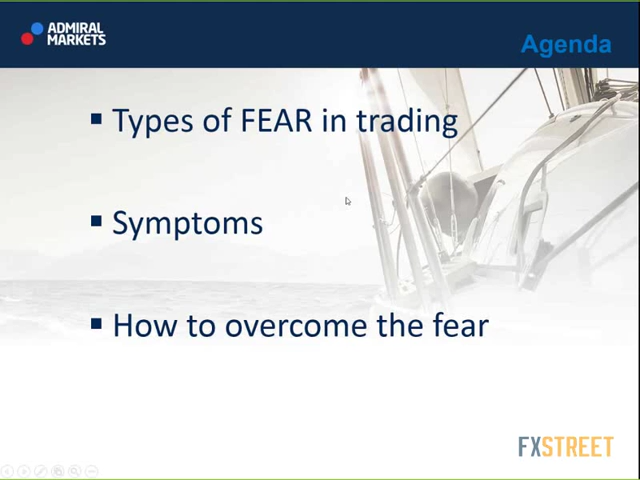 ADMIRAL
MARKETS
Agenda
▪ Types of FEAR in trading
▪ Symptoms
▪ How to overcome the fear
FXSTREET